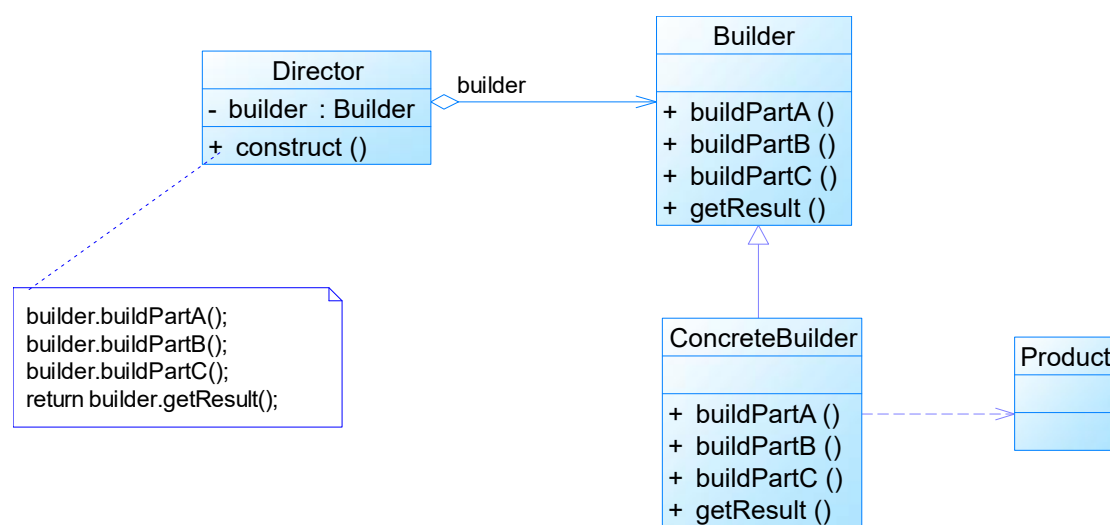 Director
- builder : Builder
+ construct ()
builder
Builder
+ buildPartA ()
+ buildPartB ()
+ buildPartC ()
+ getResult ()
builder.buildPartA();
builder.buildPartB();
builder.buildPartC();
return builder.getResult();
ConcreteBuilder
+ buildPartA ()
+ buildPartB ()
+ buildPartC ()
+ getResult ()
Product